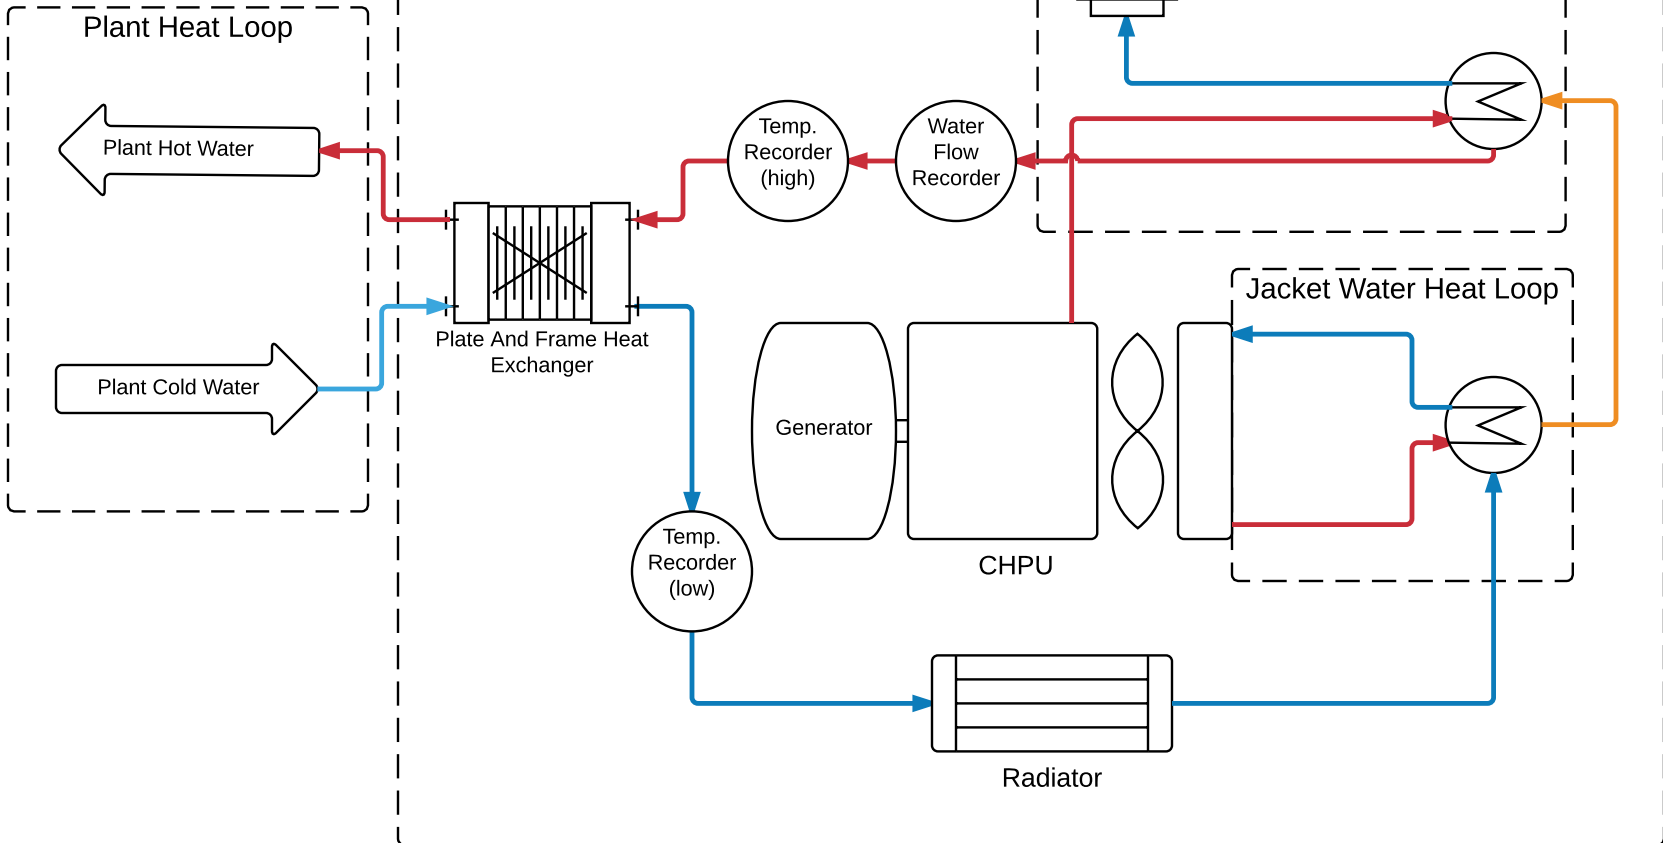 Plant Heat Loop
Plant Hot Water
Temp.
Recorder
(high)
Water
Flow
Recorder
Jacket Water Heat Loop
Plate And Frame Heat
Exchanger
Plant Cold Water
Generator
CHPU
Temp.
Recorder
(low)
Radiator